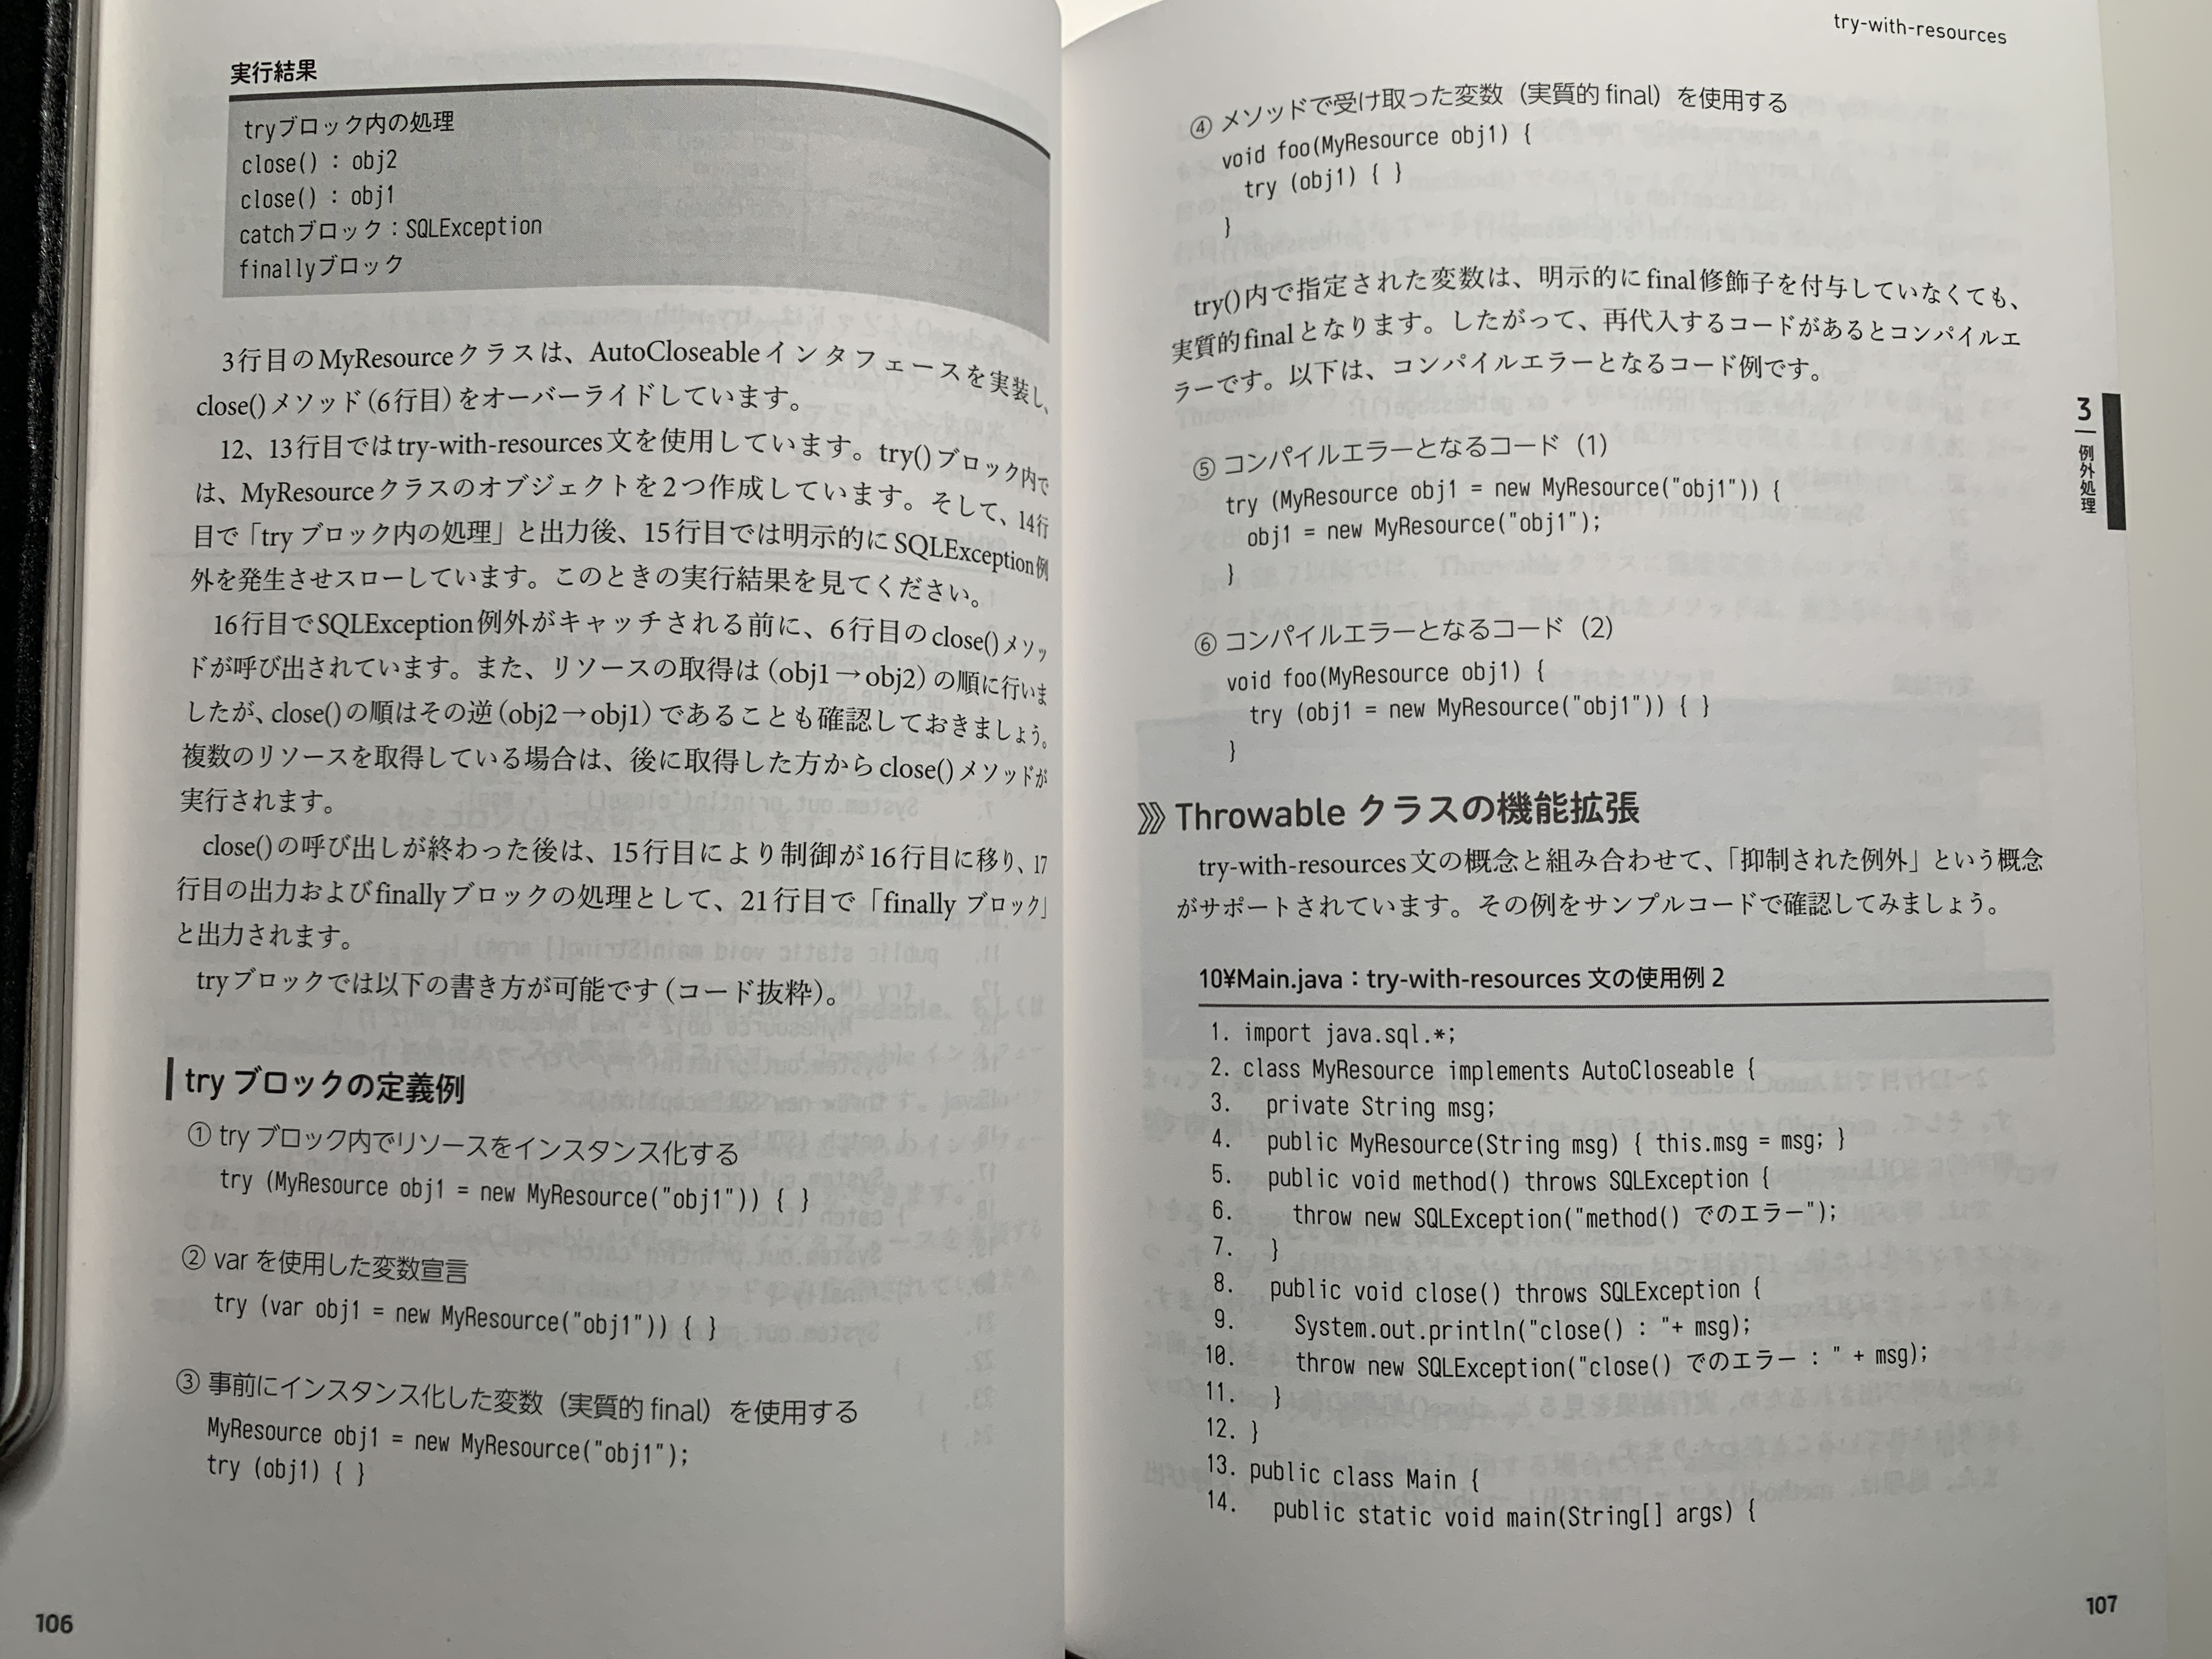 実行結果
tryブロック内の処理
close() : obj2
close() : obj1
catchブロック：SQLException
finallyブロック
3行目のMyResourceクラスは、AutoCloseableインタフェースを実装し、
close()メソッド（6行目）をオーバーライドしています。
12、13行目ではtry-with-resources文を使用しています。try()ブロック内で
は、MyResourceクラスのオブジェクトを2つ作成しています。そして、14行
目で「try ブロック内の処理」と出力後、15行目では明示的にSQLException例
外を発生させスローしています。このときの実行結果を見てください。
16行目でSQLException例外がキャッチされる前に、6行目のclose()メソッ
ドが呼び出されています。また、リソースの取得は（obj1→obj2）の順に行いま
したが、close()の順はその逆（obj2→obj1）であることも確認しておきましょう。
複数のリソースを取得している場合は、後に取得した方からclose()メソッドが
実行されます。
close()の呼び出しが終わった後は、15行目により制御が16行目に移り、17
行目の出力およびfinallyブロックの処理として、21行目で「finally ブロック」
と出力されます。
tryブロックでは以下の書き方が可能です（コード抜粋）。
try ブロックの定義例
① try ブロック内でリソースをインスタンス化する
try (MyResource obj1 = new MyResource("obj1")) { }
② var を使用した変数宣言
try (var obj1 = new MyResource("obj1")) { }
③ 事前にインスタンス化した変数（実質的 final）を使用する
MyResource obj1 = new MyResource("obj1");
try (obj1) { }
106
try-with-resources
④ メソッドで受け取った変数（実質的 final）を使用する
void foo(MyResource obj1) {
try (obj1) { }
}
try()内で指定された変数は、明示的にfinal修飾子を付与していなくても、
実質的finalとなります。したがって、再代入するコードがあるとコンパイルエ
ラーです。以下は、コンパイルエラーとなるコード例です。
⑤ コンパイルエラーとなるコード（1）
try (MyResource obj1 = new MyResource("obj1")) {
obj1 = new MyResource("obj1");
}
⑥ コンパイルエラーとなるコード（2）
void foo(MyResource obj1) {
try (obj1 = new MyResource("obj1")) { }
}
Throwable クラスの機能拡張
try-with-resources文の概念と組み合わせて、「抑制された例外」という概念
がサポートされています。その例をサンプルコードで確認してみましょう。
10¥Main.java：try-with-resources 文の使用例 2
1. import java.sql.*;
2. class MyResource implements AutoCloseable {
3. private String msg;
4. public MyResource(String msg) { this.msg = msg; }
5. public void method() throws SQLException {
6. throw new SQLException("method() でのエラー");
7. }
8. public void close() throws SQLException {
9. System.out.println("close() : "+ msg);
10. throw new SQLException("close() でのエラー : " + msg);
11. }
12. }
13. public class Main {
14. public static void main(String[] args) {
3 例外処理
107